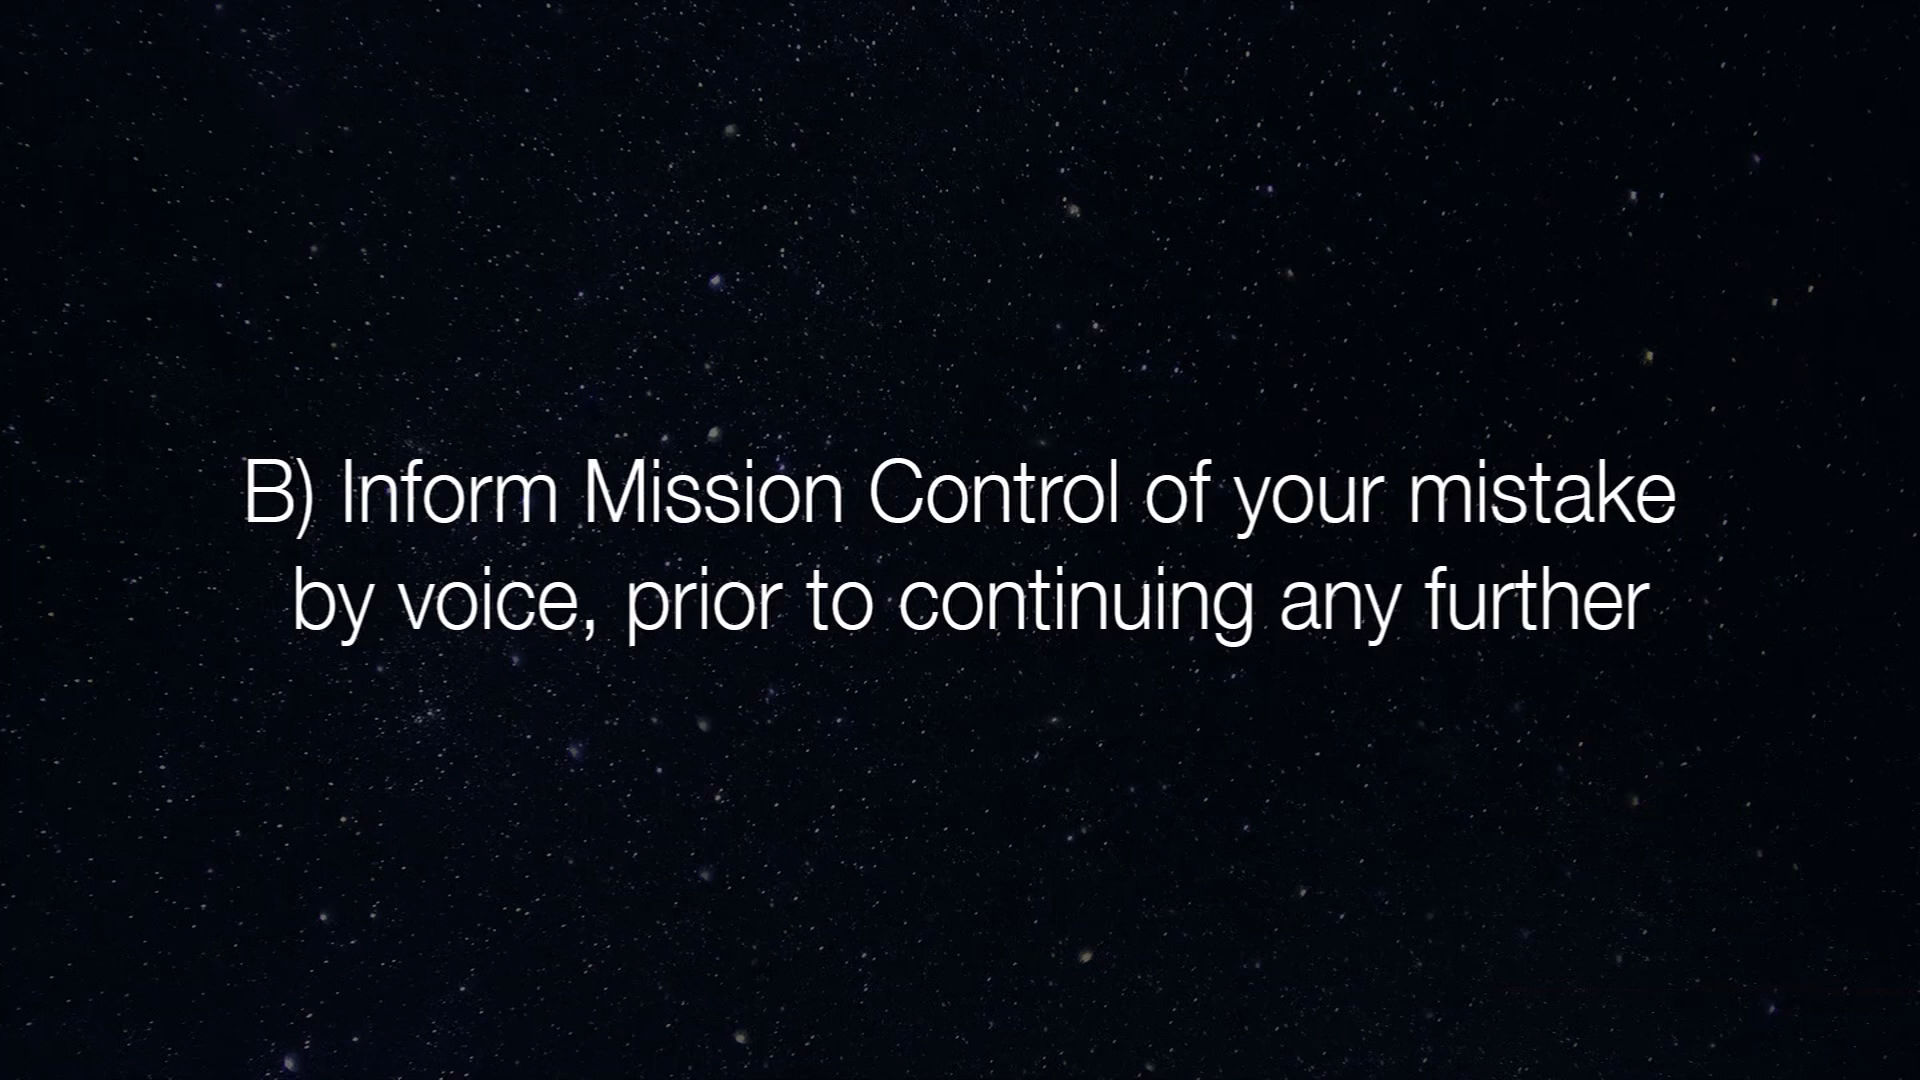 B) Inform Mission Control of your mistake
by voice, prior to continuing any further